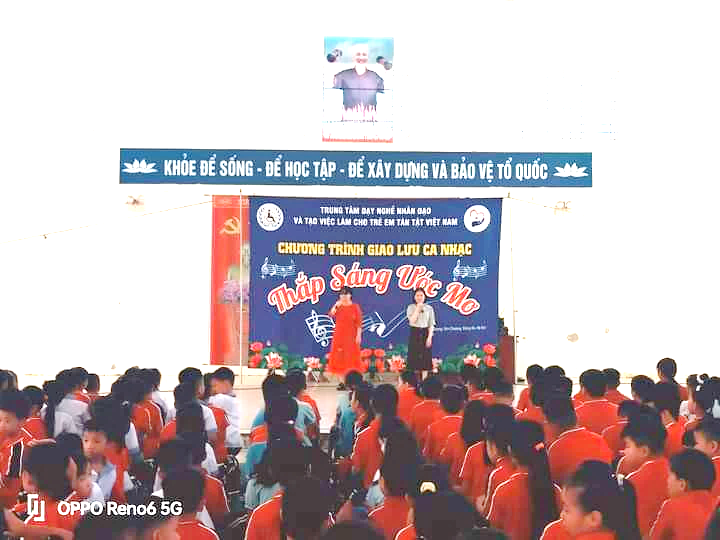 KHỎE ĐỂ SỐNG - ĐỂ HỌC TẬP - ĐỂ XÂY DỰNG VÀ BẢO VỆ TỔ QUỐC
TRUNG TÂM DẠY NGHỀ NHÂN ĐẠO
VÀ TẠO VIỆC LÀM CHO TRẺ EM TÀN TẬT VIỆT NAM
CHƯƠNG TRÌNH GIAO LƯU CA NHẠC
Thắp Sáng Ước Mơ
OPPO Reno6 5G